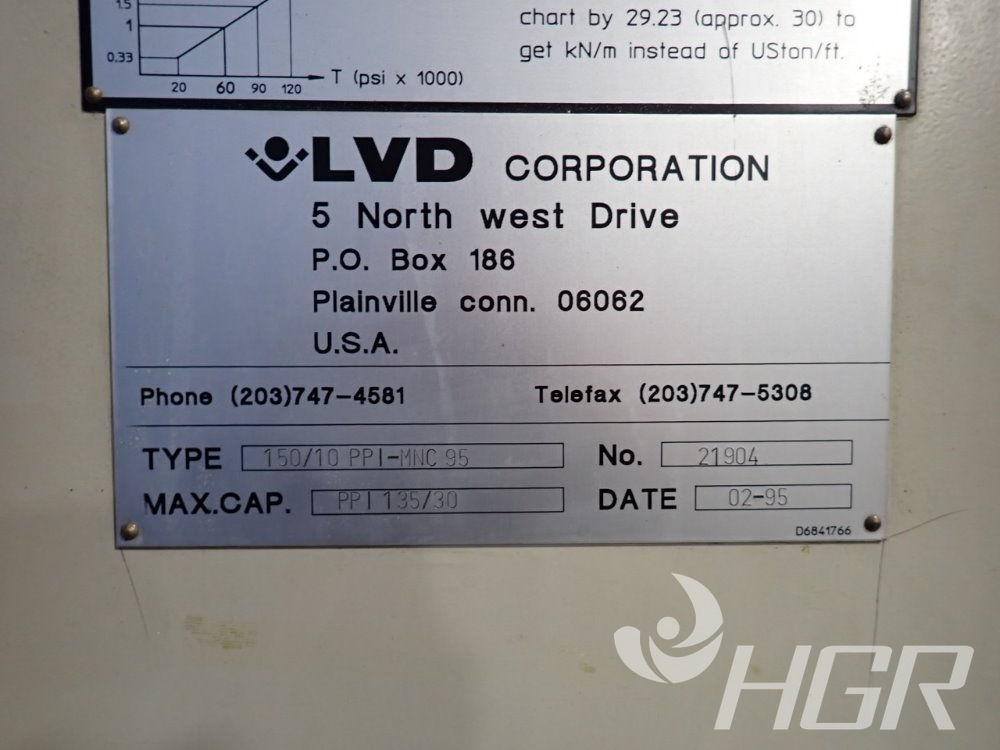 1.5
1
0.33
20 60 90 120
T (psi x 1000)
chart by 29.23 (approx. 30) to
get kN/m instead of USton/ft.
LVD CORPORATION
5 North west Drive
P.O. Box 186
Plainville conn. 06062
U.S.A.
Phone (203)747-4581 Telefax (203)747-5308
TYPE 150/10 PPI-MNC 95 No. 21904
MAX.CAP. PPI 135/30 DATE 02-95
D6841766
HGR